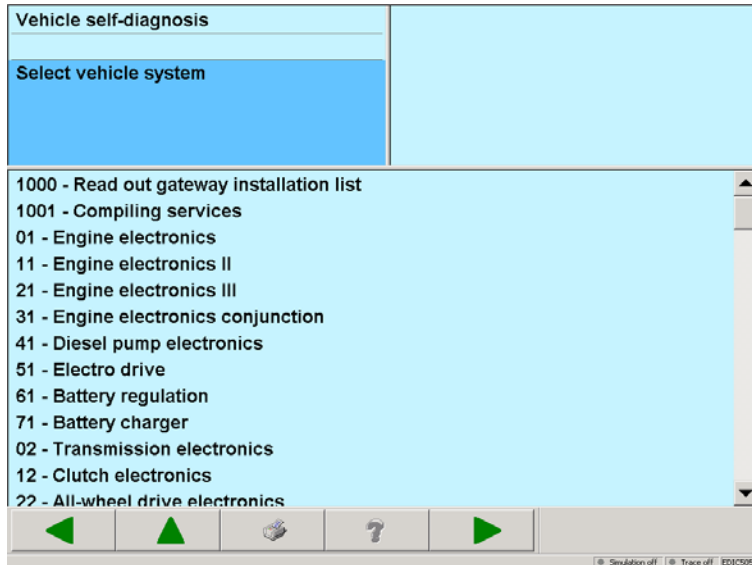 Vehicle self-diagnosis
Select vehicle system
1000 - Read out gateway installation list
1001 - Compiling services
01 - Engine electronics
11 - Engine electronics II
21 - Engine electronics III
31 - Engine electronics conjunction
41 - Diesel pump electronics
51 - Electro drive
61 - Battery regulation
71 - Battery charger
02 - Transmission electronics
12 - Clutch electronics
22 - All-wheel drive electronics
Simulation off Trace off EDIC505